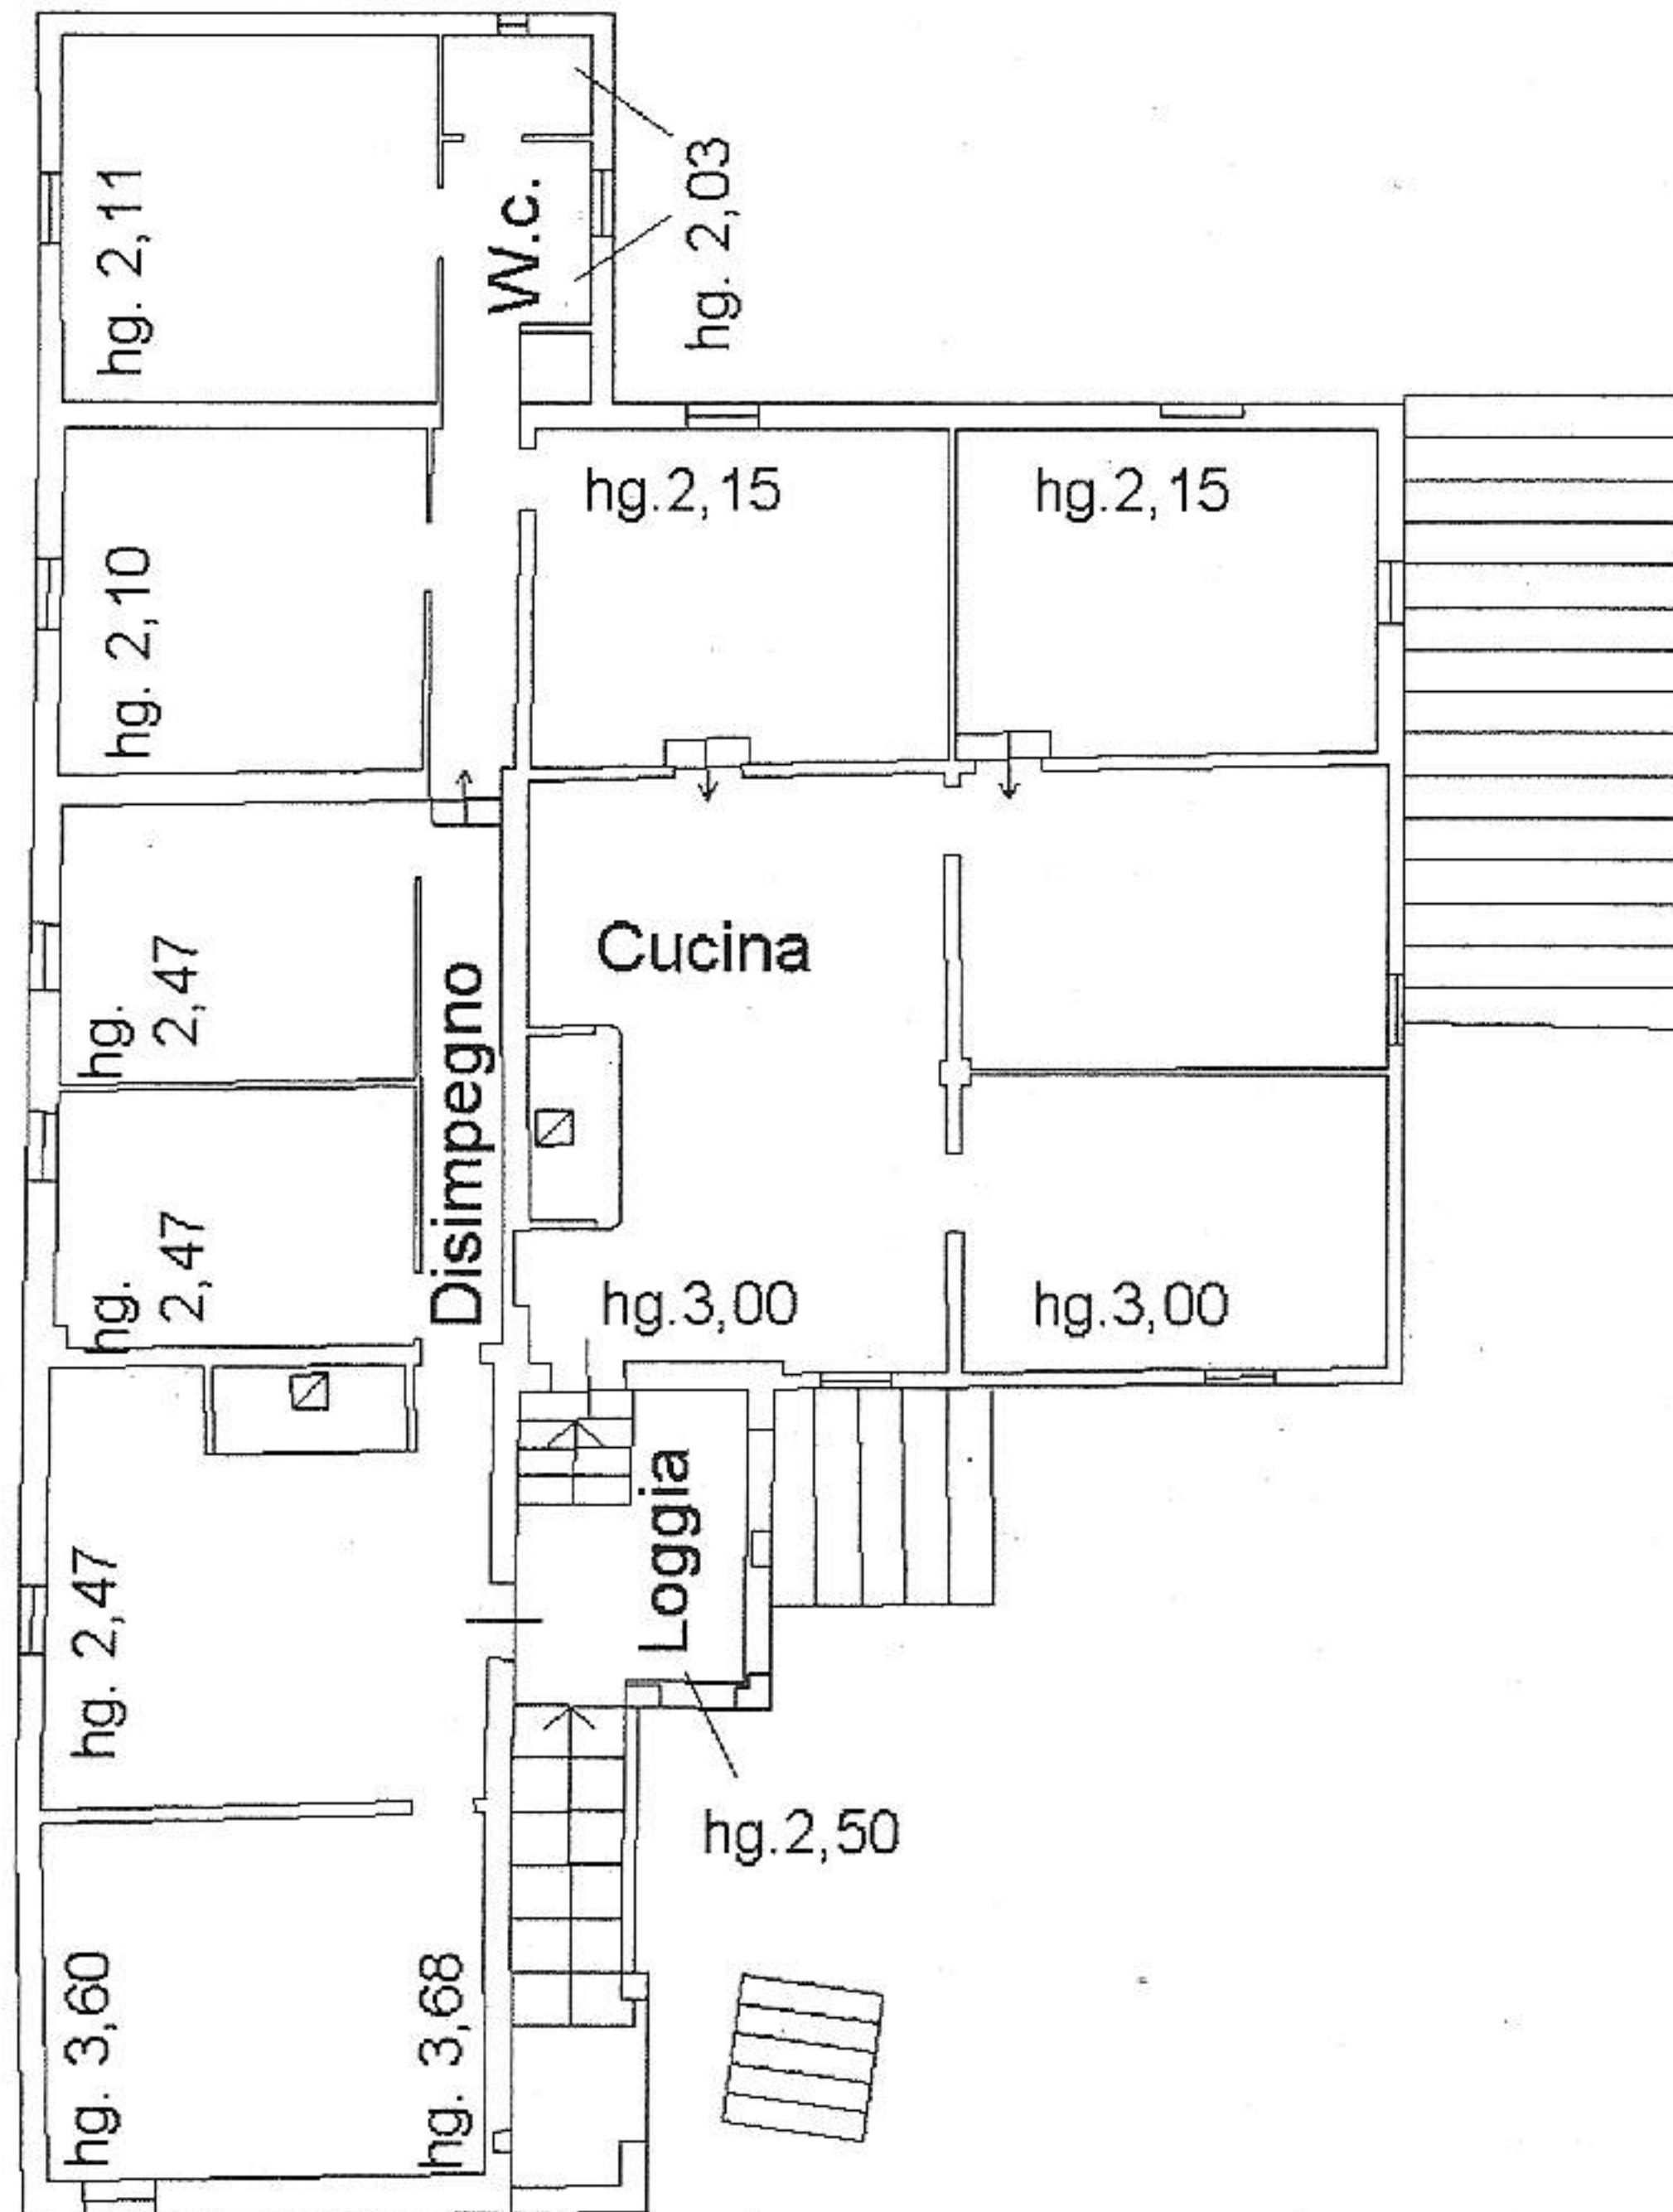 hg. 2,11
W.c.
hg. 2,03
hg. 2,10
hg.2,15
hg.2,15
hg.
2,47
Disimpegno
Cucina
hg.
2,47
hg.3,00
hg.3,00
hg. 2,47
Loggia
hg.2,50
hg. 3,60
hg. 3,68